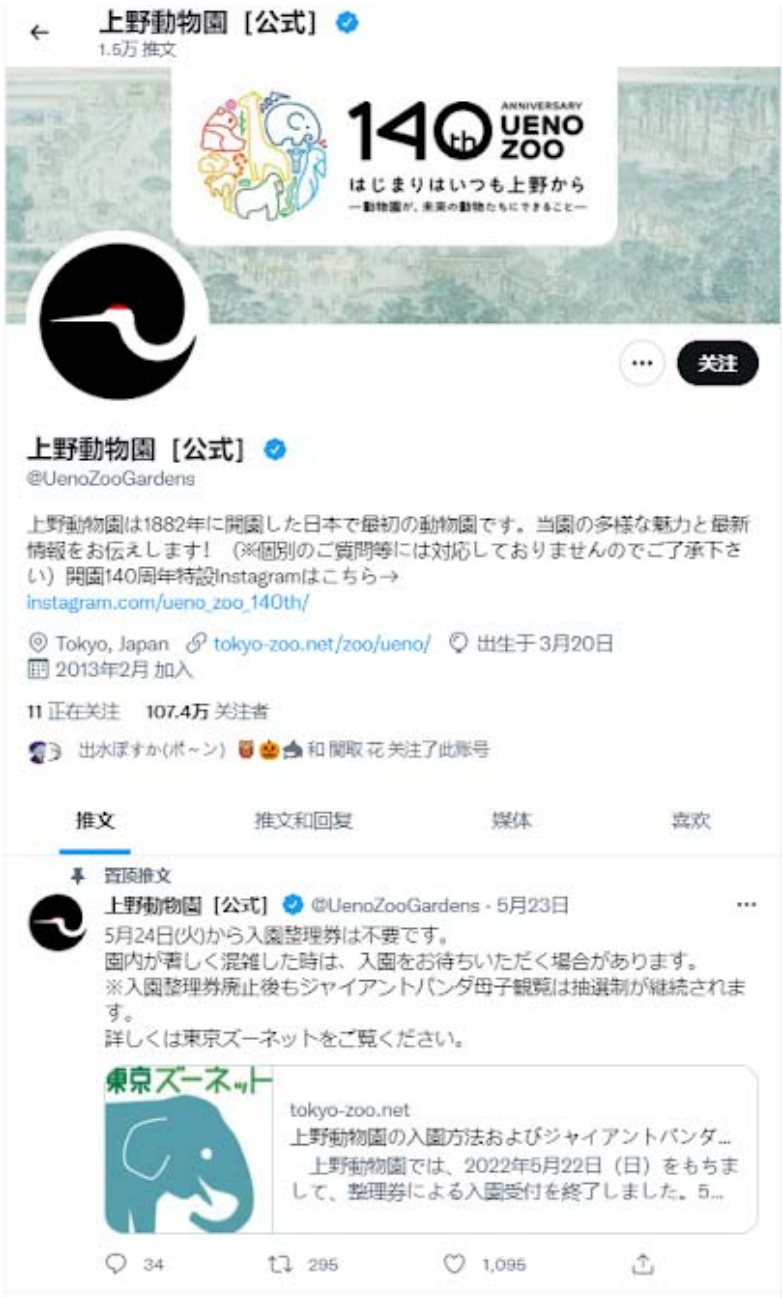 上野動物園［公式］
1.5万 推文
140th
ANNIVERSARY
UENO
ZOO
はじまりはいつも上野から
―動物園が、未来の動物たちにできること―
关注
上野動物園［公式］
@UenoZooGardens
上野動物園は1882年に開園した日本で最初の動物園です。当園の多様な魅力と最新
情報をお伝えします！（※個別のご質問等には対応しておりませんのでご了承下さ
い）開園140周年特設Instagramはこちら→
instagram.com/ueno_zoo_140th/
Tokyo, Japan tokyo-zoo.net/zoo/ueno/ 出生于 3月20日
2013年2月 加入
11 正在关注 107.4万 关注者
出水ぽすか(ポ～ン) 和 関取 花 关注了此账号
推文 推文和回复 媒体 喜欢
置顶推文
上野動物園［公式］ @UenoZooGardens · 5月23日
5月24日(火)から入園整理券は不要です。
園内が著しく混雑した時は、入園をお待ちいただく場合があります。
※入園整理券廃止後もジャイアントパンダ母子観覧は抽選制が継続されま
す。
詳しくは東京ズーネットをご覧ください。
東京ズーネット
tokyo-zoo.net
上野動物園の入園方法およびジャイアントパンダ...
上野動物園では、2022年5月22日（日）をもちま
して、整理券による入園受付を終了しました。5...
34 295 1,095